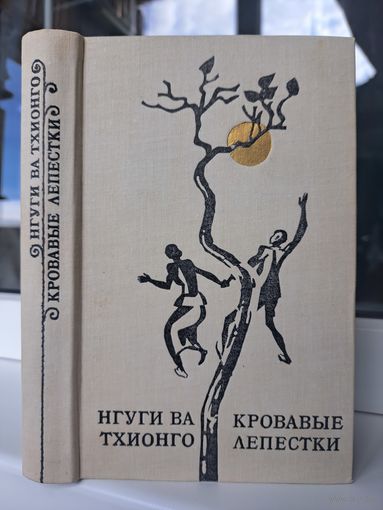 НГУГИ ВА ТХИОНГО
КРОВАВЫЕ ЛЕПЕСТКИ
НГУГИ ВА
ТХИОНГО
КРОВАВЫЕ
ЛЕПЕСТКИ